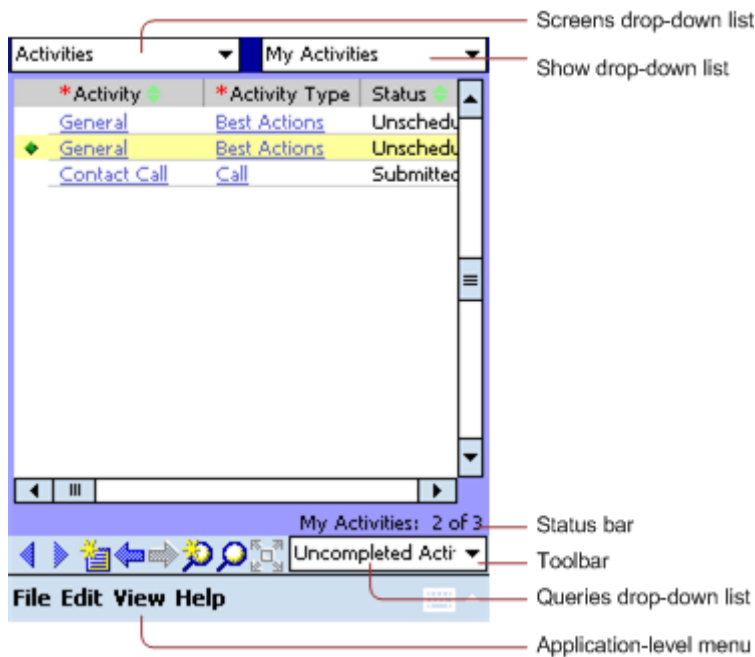 Screens drop-down list
Activities My Activities
Show drop-down list
*Activity *Activity Type Status
General Best Actions Unschedu
General Best Actions Unschedu
Contact Call Call Submitted
My Activities: 2 of 3
Status bar
Uncompleted Acti
Toolbar
File Edit View Help
Queries drop-down list
Application-level menu